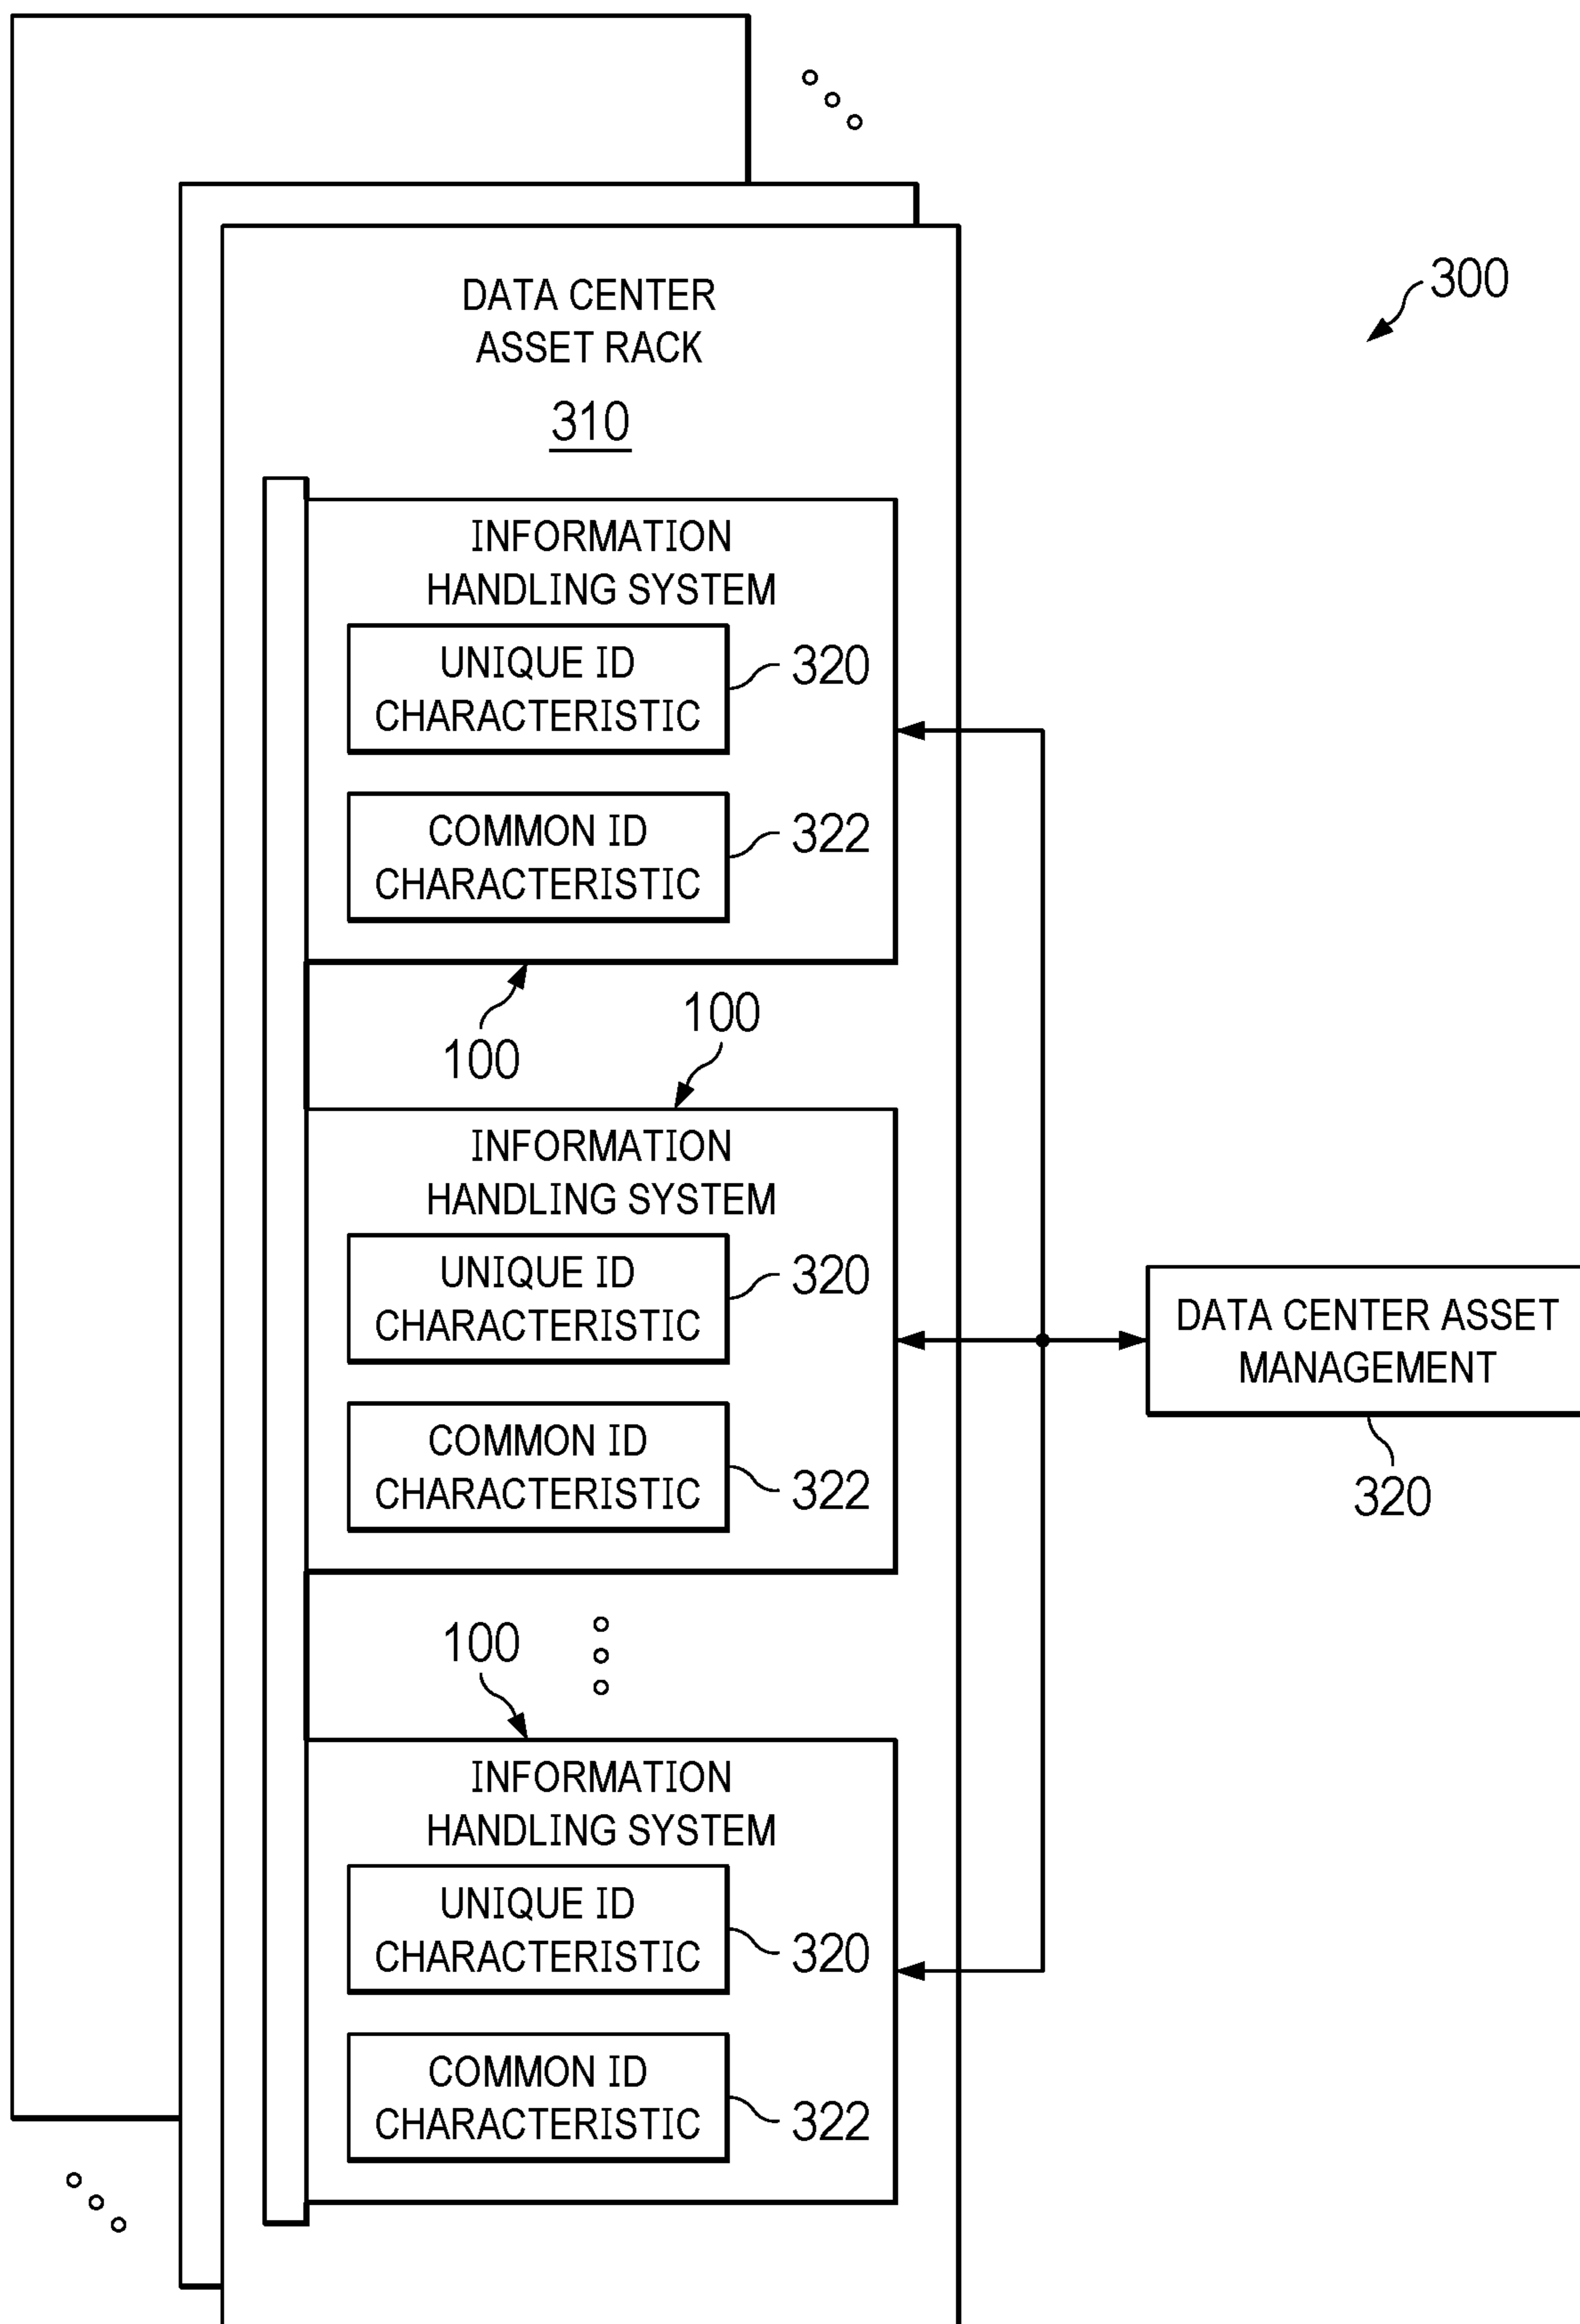 300
DATA CENTER
ASSET RACK
310
INFORMATION
HANDLING SYSTEM
UNIQUE ID
CHARACTERISTIC
320
COMMON ID
CHARACTERISTIC
322
100
100
INFORMATION
HANDLING SYSTEM
UNIQUE ID
CHARACTERISTIC
320
COMMON ID
CHARACTERISTIC
322
DATA CENTER ASSET
MANAGEMENT
320
100
INFORMATION
HANDLING SYSTEM
UNIQUE ID
CHARACTERISTIC
320
COMMON ID
CHARACTERISTIC
322